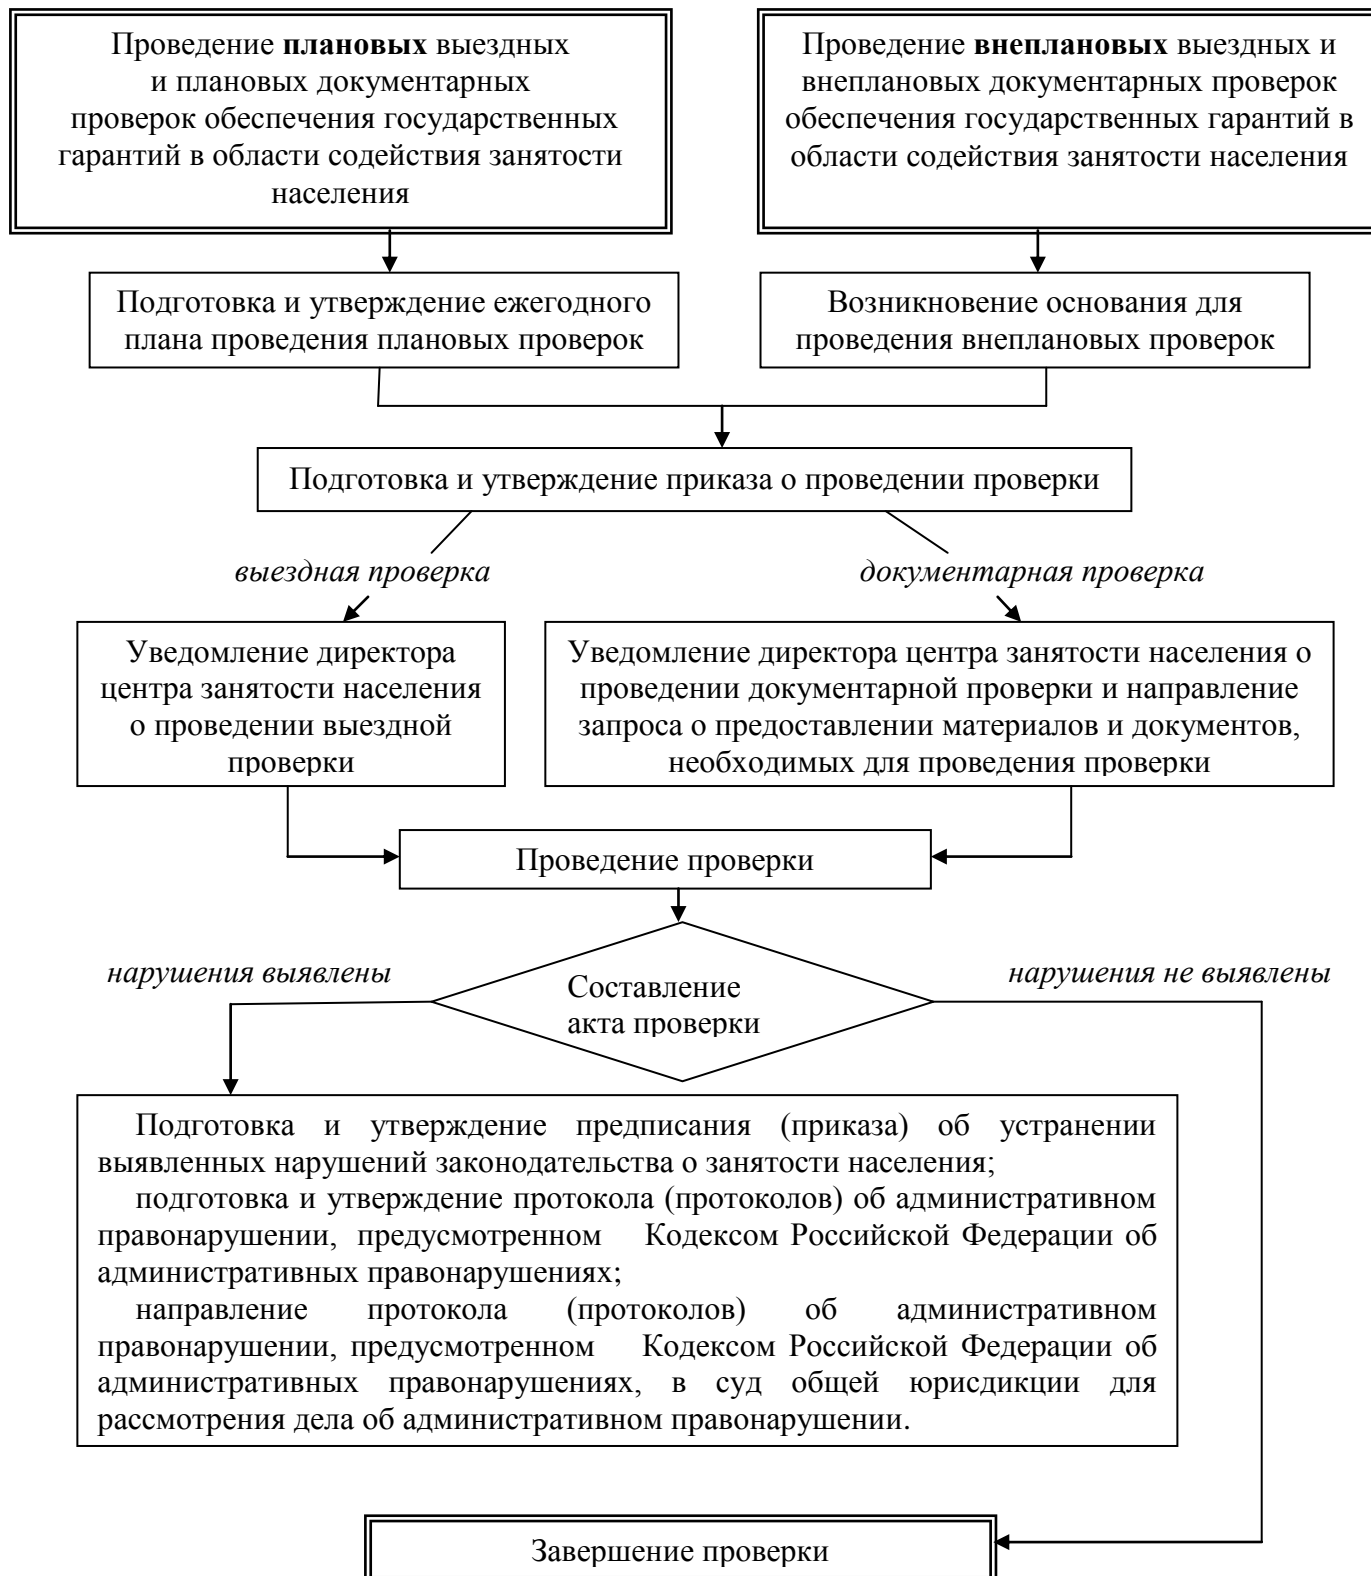 Проведение плановых выездных
и плановых документарных
проверок обеспечения государственных
гарантий в области содействия занятости
населения
Проведение внеплановых выездных и
внеплановых документарных проверок
обеспечения государственных гарантий в
области содействия занятости населения
Подготовка и утверждение ежегодного
плана проведения плановых проверок
Возникновение основания для
проведения внеплановых проверок
Подготовка и утверждение приказа о проведении проверки
выездная проверка
документарная проверка
Уведомление директора
центра занятости населения
о проведении выездной
проверки
Уведомление директора центра занятости населения о
проведении документарной проверки и направление
запроса о предоставлении материалов и документов,
необходимых для проведения проверки
Проведение проверки
нарушения выявлены
нарушения не выявлены
Составление
акта проверки
Подготовка и утверждение предписания (приказа) об устранении
выявленных нарушений законодательства о занятости населения;
подготовка и утверждение протокола (протоколов) об административном
правонарушении, предусмотренном Кодексом Российской Федерации об
административных правонарушениях;
направление протокола (протоколов) об административном
правонарушении, предусмотренном Кодексом Российской Федерации об
административных правонарушениях, в суд общей юрисдикции для
рассмотрения дела об административном правонарушении.
Завершение проверки